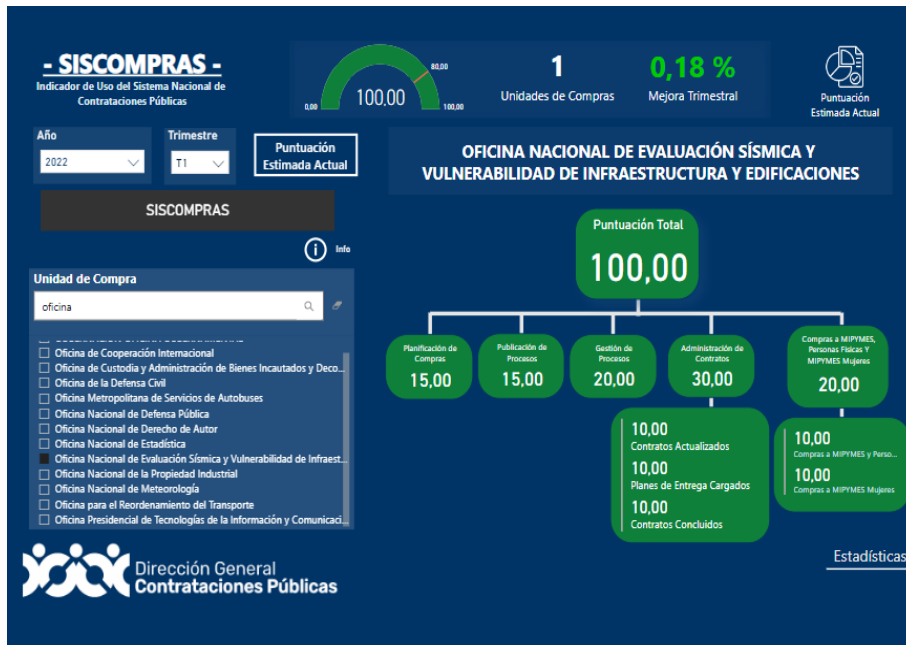 - SISCOMPRAS -
Indicador de Uso del Sistema Nacional de
Contrataciones Públicas
80,00
0,00
100,00
100,00
1
Unidades de Compras
0,18 %
Mejora Trimestral
Puntuación
Estimada Actual
Año
2022
Trimestre
T1
Puntuación
Estimada Actual
OFICINA NACIONAL DE EVALUACIÓN SÍSMICA Y
VULNERABILIDAD DE INFRAESTRUCTURA Y EDIFICACIONES
SISCOMPRAS
Info
Unidad de Compra
oficina
Oficina de Cooperación Internacional
Oficina de Custodia y Administración de Bienes Incautados y Deco...
Oficina de la Defensa Civil
Oficina Metropolitana de Servicios de Autobuses
Oficina Nacional de Defensa Pública
Oficina Nacional de Derecho de Autor
Oficina Nacional de Estadística
Oficina Nacional de Evaluación Sísmica y Vulnerabilidad de Infraest...
Oficina Nacional de la Propiedad Industrial
Oficina Nacional de Meteorología
Oficina para el Reordenamiento del Transporte
Oficina Presidencial de Tecnologías de la Información y Comunicaci...
Puntuación Total
100,00
Planificación de
Compras
15,00
Publicación de
Procesos
15,00
Gestión de
Procesos
20,00
Administración de
Contratos
30,00
Compras a MIPYMES,
Personas Físicas Y
MIPYMES Mujeres
20,00
10,00
Contratos Actualizados
10,00
Planes de Entrega Cargados
10,00
Contratos Concluidos
10,00
Compras a MIPYMES y Perso...
10,00
Compras a MIPYMES Mujeres
Dirección General
Contrataciones Públicas
Estadísticas